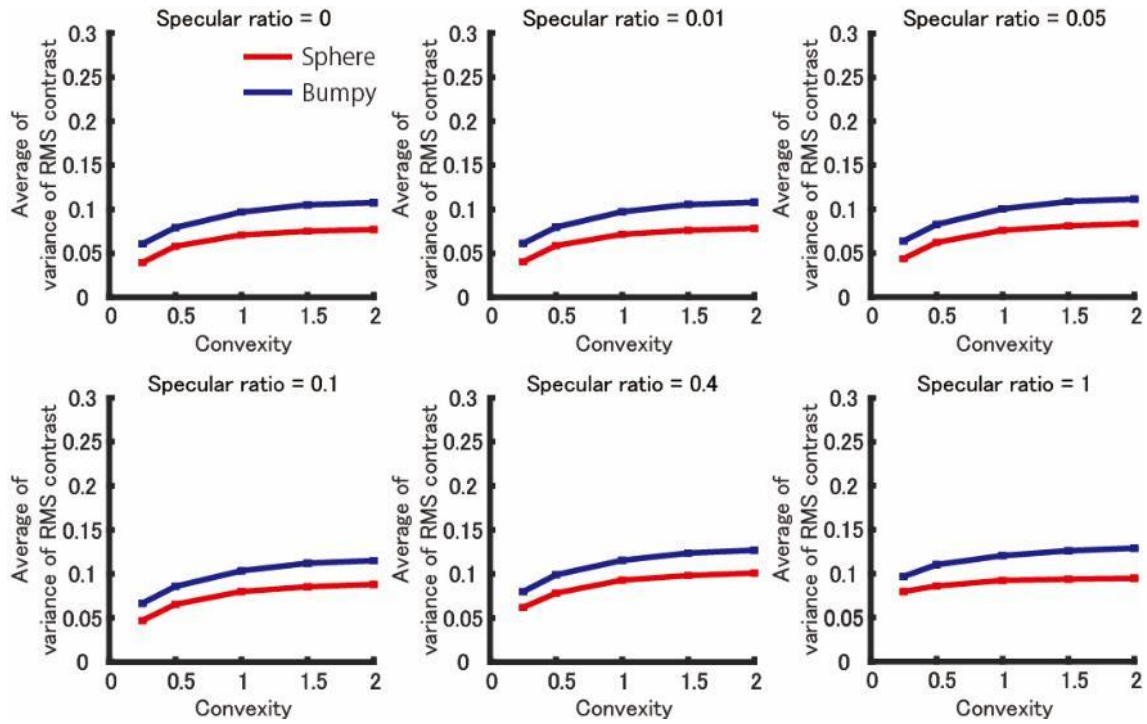 Specular ratio = 0
0.3
0.25
0.2
0.15
0.1
0.05
0
Average of
variance of RMS contrast
Sphere
Bumpy
0 0.5 1 1.5 2
Convexity
Specular ratio = 0.01
0.3
0.25
0.2
0.15
0.1
0.05
0
Average of
variance of RMS contrast
0 0.5 1 1.5 2
Convexity
Specular ratio = 0.05
0.3
0.25
0.2
0.15
0.1
0.05
0
Average of
variance of RMS contrast
0 0.5 1 1.5 2
Convexity
Specular ratio = 0.1
0.3
0.25
0.2
0.15
0.1
0.05
0
Average of
variance of RMS contrast
0 0.5 1 1.5 2
Convexity
Specular ratio = 0.4
0.3
0.25
0.2
0.15
0.1
0.05
0
Average of
variance of RMS contrast
0 0.5 1 1.5 2
Convexity
Specular ratio = 1
0.3
0.25
0.2
0.15
0.1
0.05
0
Average of
variance of RMS contrast
0 0.5 1 1.5 2
Convexity